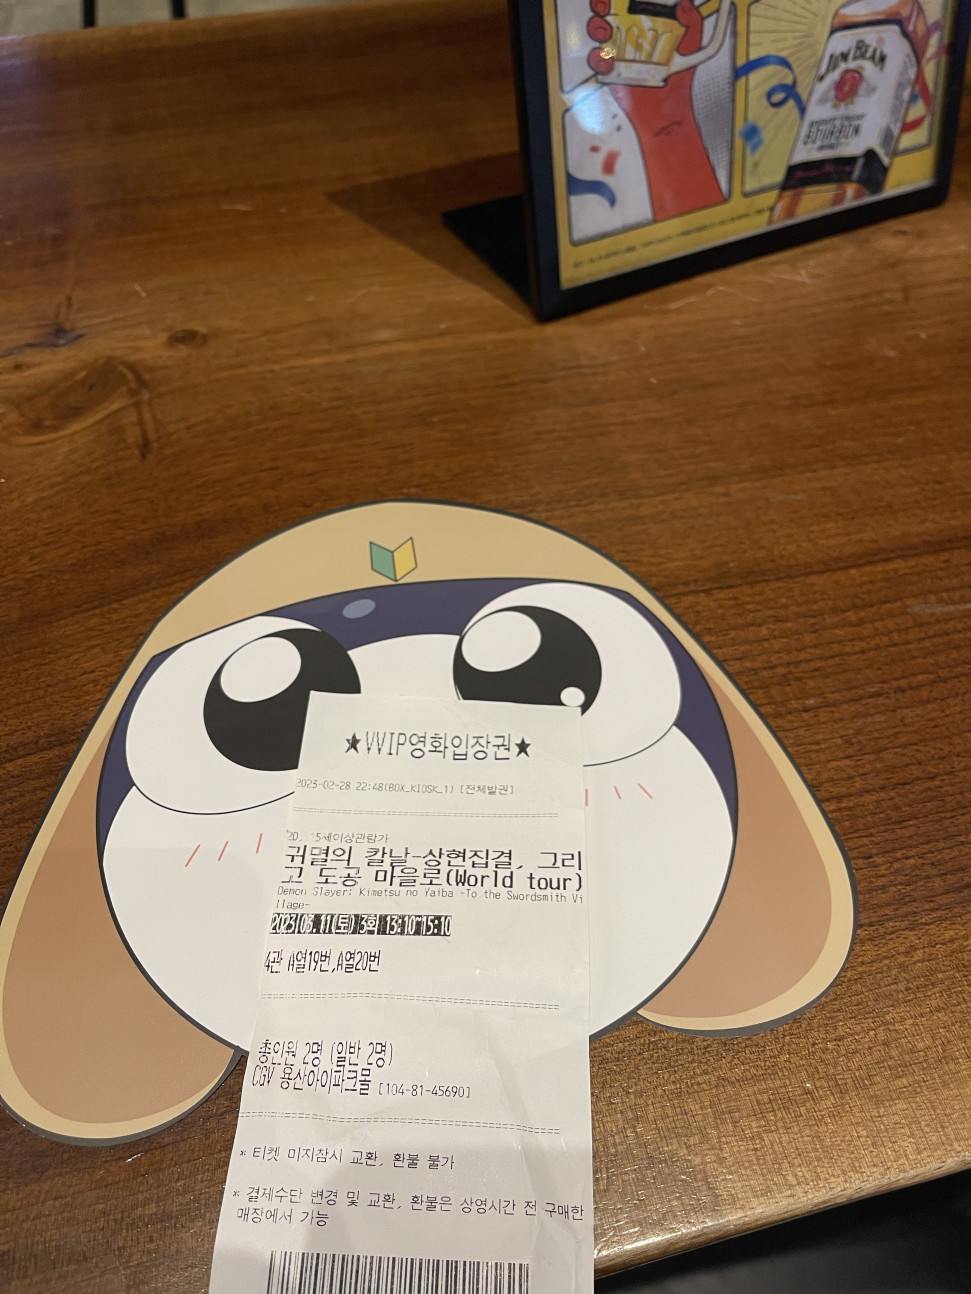 JIM BEAM
BOURBON
★VVIP영화입장권★
2023-02-28 22:48(BOX_KIOSK_1) [전체발권]
2D, 15세이상관람가
귀멸의 칼날-상현집결, 그리
고 도공 마을로(World tour)
Demon Slayer: Kimetsu no Yaiba -To the Swordsmith Vi
llage-
2023.03.11(토) 3회 13:10~15:10
4관 A열19번,A열20번
총인원 2명 (일반 2명)
CGV 용산아이파크몰 [104-81-45690]
* 티켓 미지참시 교환, 환불 불가
* 결제수단 변경 및 교환, 환불은 상영시간 전 구매한
매장에서 가능